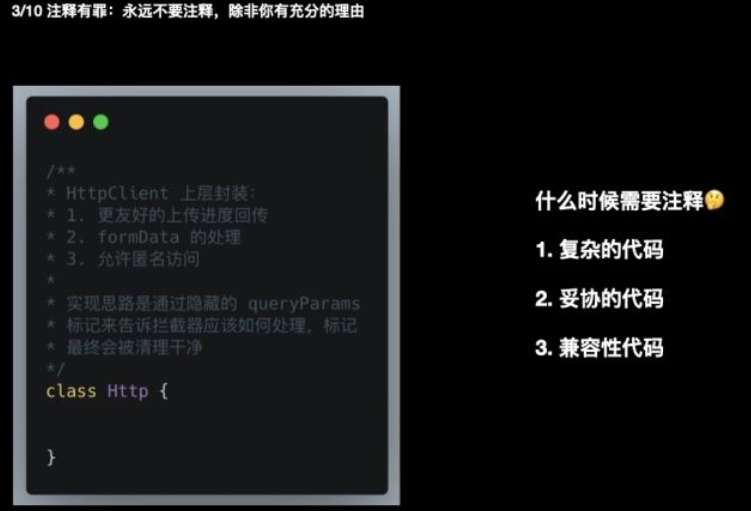 3/10 注释有罪：永远不要注释，除非你有充分的理由
/**
* HttpClient 上层封装：
* 1. 更友好的上传进度回传
* 2. formData 的处理
* 3. 允许匿名访问
*
* 实现思路是通过隐藏的 queryParams
* 标记来告诉拦截器应该如何处理，标记
* 最终会被清理干净
*/
class Http {
}
什么时候需要注释🤔
1. 复杂的代码
2. 妥协的代码
3. 兼容性代码